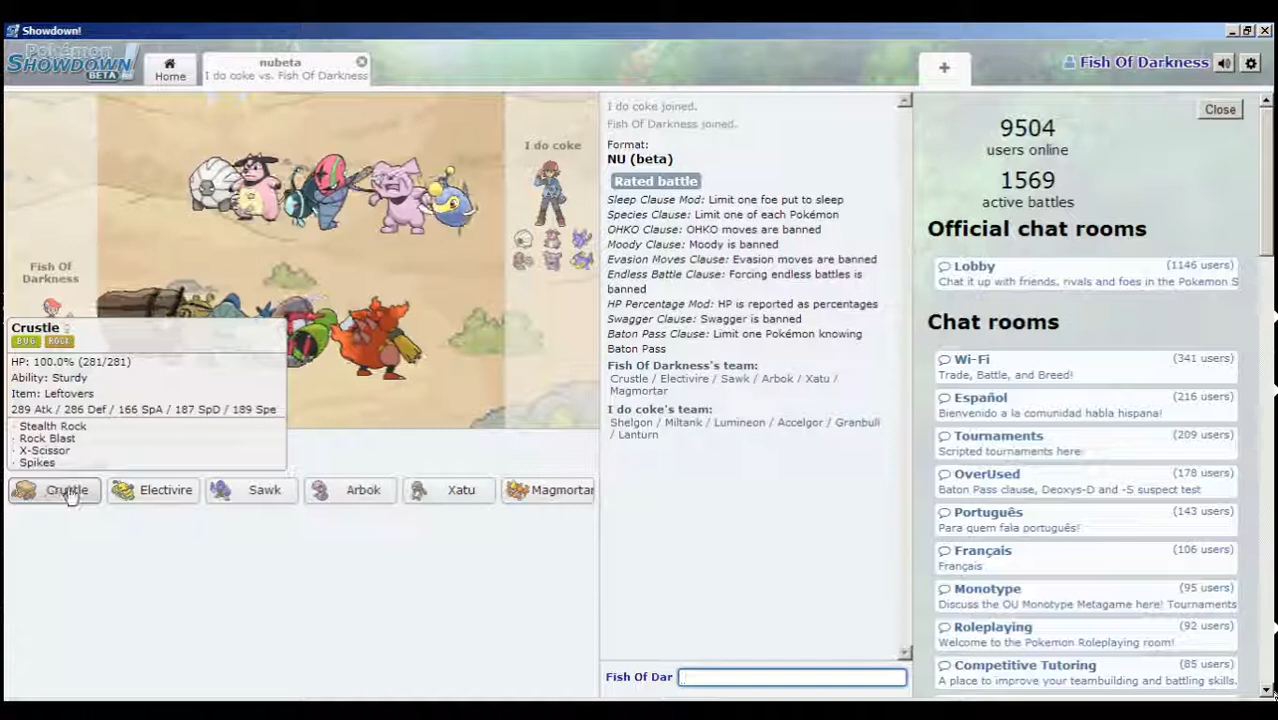 Showdown!
Pokémon
SHOWDOWN
BETA
Home
nubeta
I do coke vs. Fish Of Darkness
+
Fish Of Darkness
I do coke
Fish Of
Darkness
Crustle
BUG ROCK
HP: 100.0% (281/281)
Ability: Sturdy
Item: Leftovers
289 Atk / 286 Def / 166 SpA / 187 SpD / 189 Spe
· Stealth Rock
· Rock Blast
· X-Scissor
· Spikes
Crustle
Electivire
Sawk
Arbok
Xatu
Magmortar
I do coke joined.
Fish Of Darkness joined.
Format:
NU (beta)
Rated battle
Sleep Clause Mod: Limit one foe put to sleep
Species Clause: Limit one of each Pokémon
OHKO Clause: OHKO moves are banned
Moody Clause: Moody is banned
Evasion Moves Clause: Evasion moves are banned
Endless Battle Clause: Forcing endless battles is
banned
HP Percentage Mod: HP is reported as percentages
Swagger Clause: Swagger is banned
Baton Pass Clause: Limit one Pokémon knowing
Baton Pass
Fish Of Darkness's team:
Crustle / Electivire / Sawk / Arbok / Xatu /
Magmortar
I do coke's team:
Shelgon / Miltank / Lumineon / Accelgor / Granbull
/ Lanturn
Fish Of Dar
Close
9504
users online
1569
active battles
Official chat rooms
Lobby (1146 users)
Chat it up with friends, rivals and foes in the Pokemon S
Chat rooms
Wi-Fi (341 users)
Trade, Battle, and Breed!
Español (216 users)
Bienvenido a la comunidad habla hispana!
Tournaments (209 users)
Scripted tournaments here
OverUsed (178 users)
Baton Pass clause, Deoxys-D and -S suspect test
Português (143 users)
Para quem fala português!
Français (106 users)
Français
Monotype (95 users)
Discuss the OU Monotype Metagame here! Tournaments
Roleplaying (92 users)
Welcome to the Pokemon Roleplaying room!
Competitive Tutoring (85 users)
A place to improve your teambuilding and battling skills.